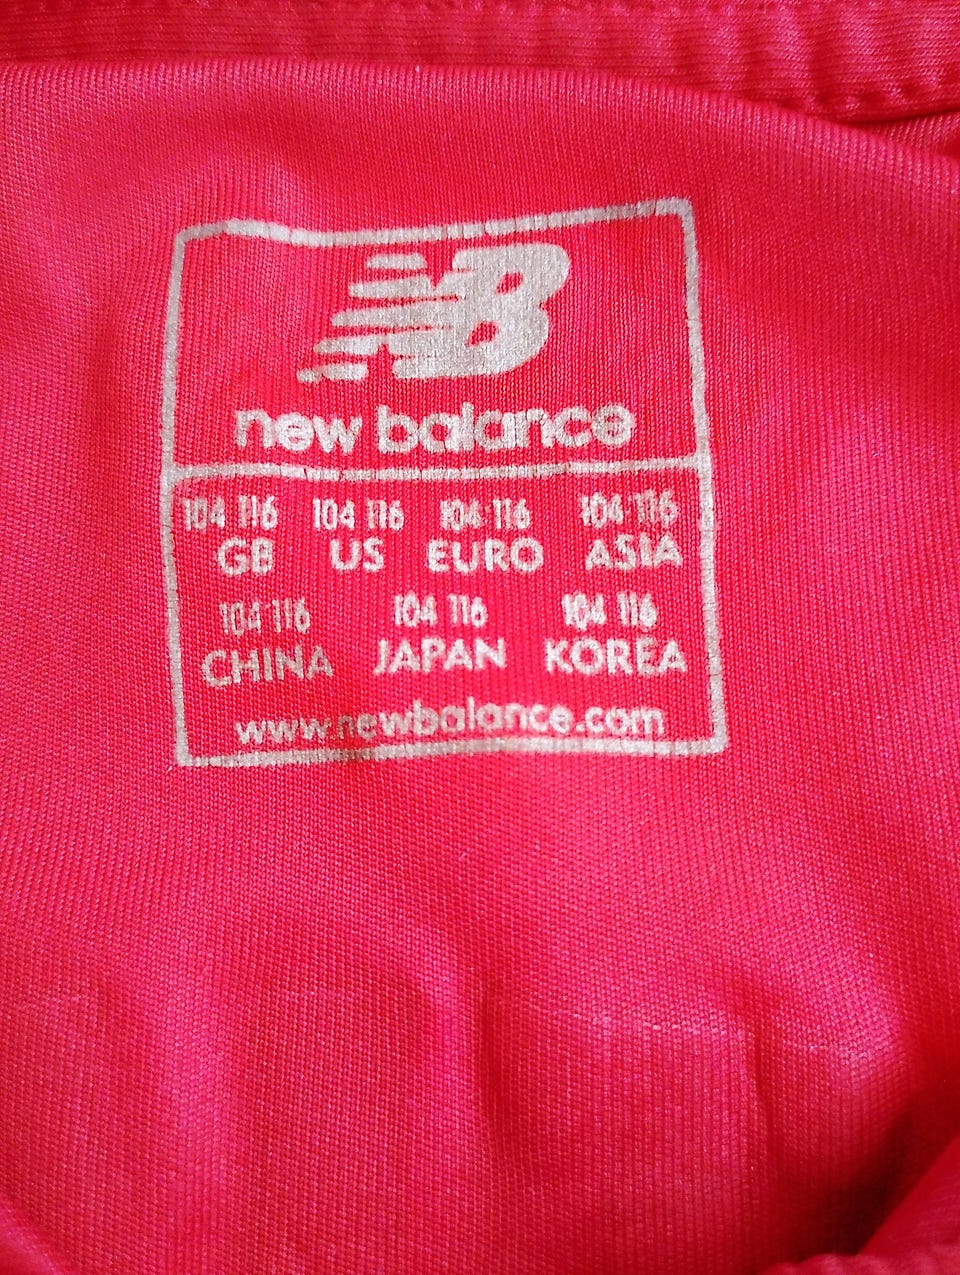 NB
new balance
104 116 104 116 104 116 104 116
GB US EURO ASIA
104 116 104 116 104 116
CHINA JAPAN KOREA
www.newbalance.com